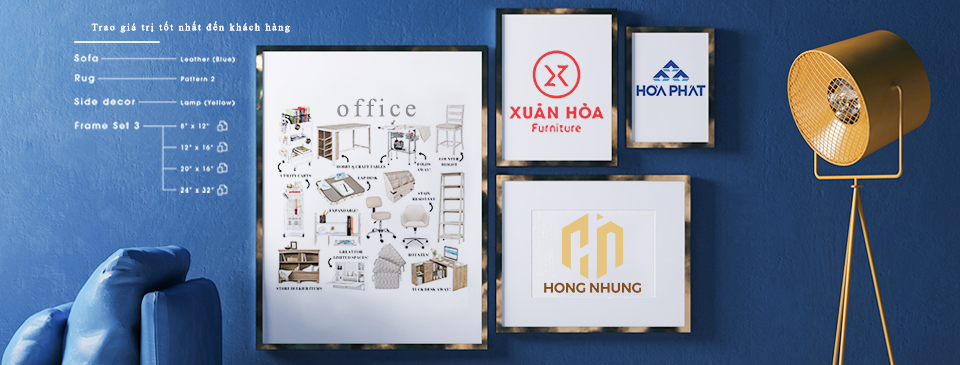 Trao giá trị tốt nhất đến khách hàng
Sofa Leather (Blue)
Rug Pattern 2
Side decor Lamp (Yellow)
Frame Set 3 8" x 12"
12" x 16"
20" x 16"
24" x 32"
office
HOBBY & CRAFT TABLES
FOLDS AWAY!
COUNTER HEIGHT
UTILITY CARTS
LAP DESK
STAIN RESISTANT
EXPANDABLE
GREAT FOR LIMITED SPACES!
ROTATES!
STORE BULKIER ITEMS
TUCK DESK AWAY!
XUÂN HÒA
Furniture
HÒA PHÁT
HONG NHUNG